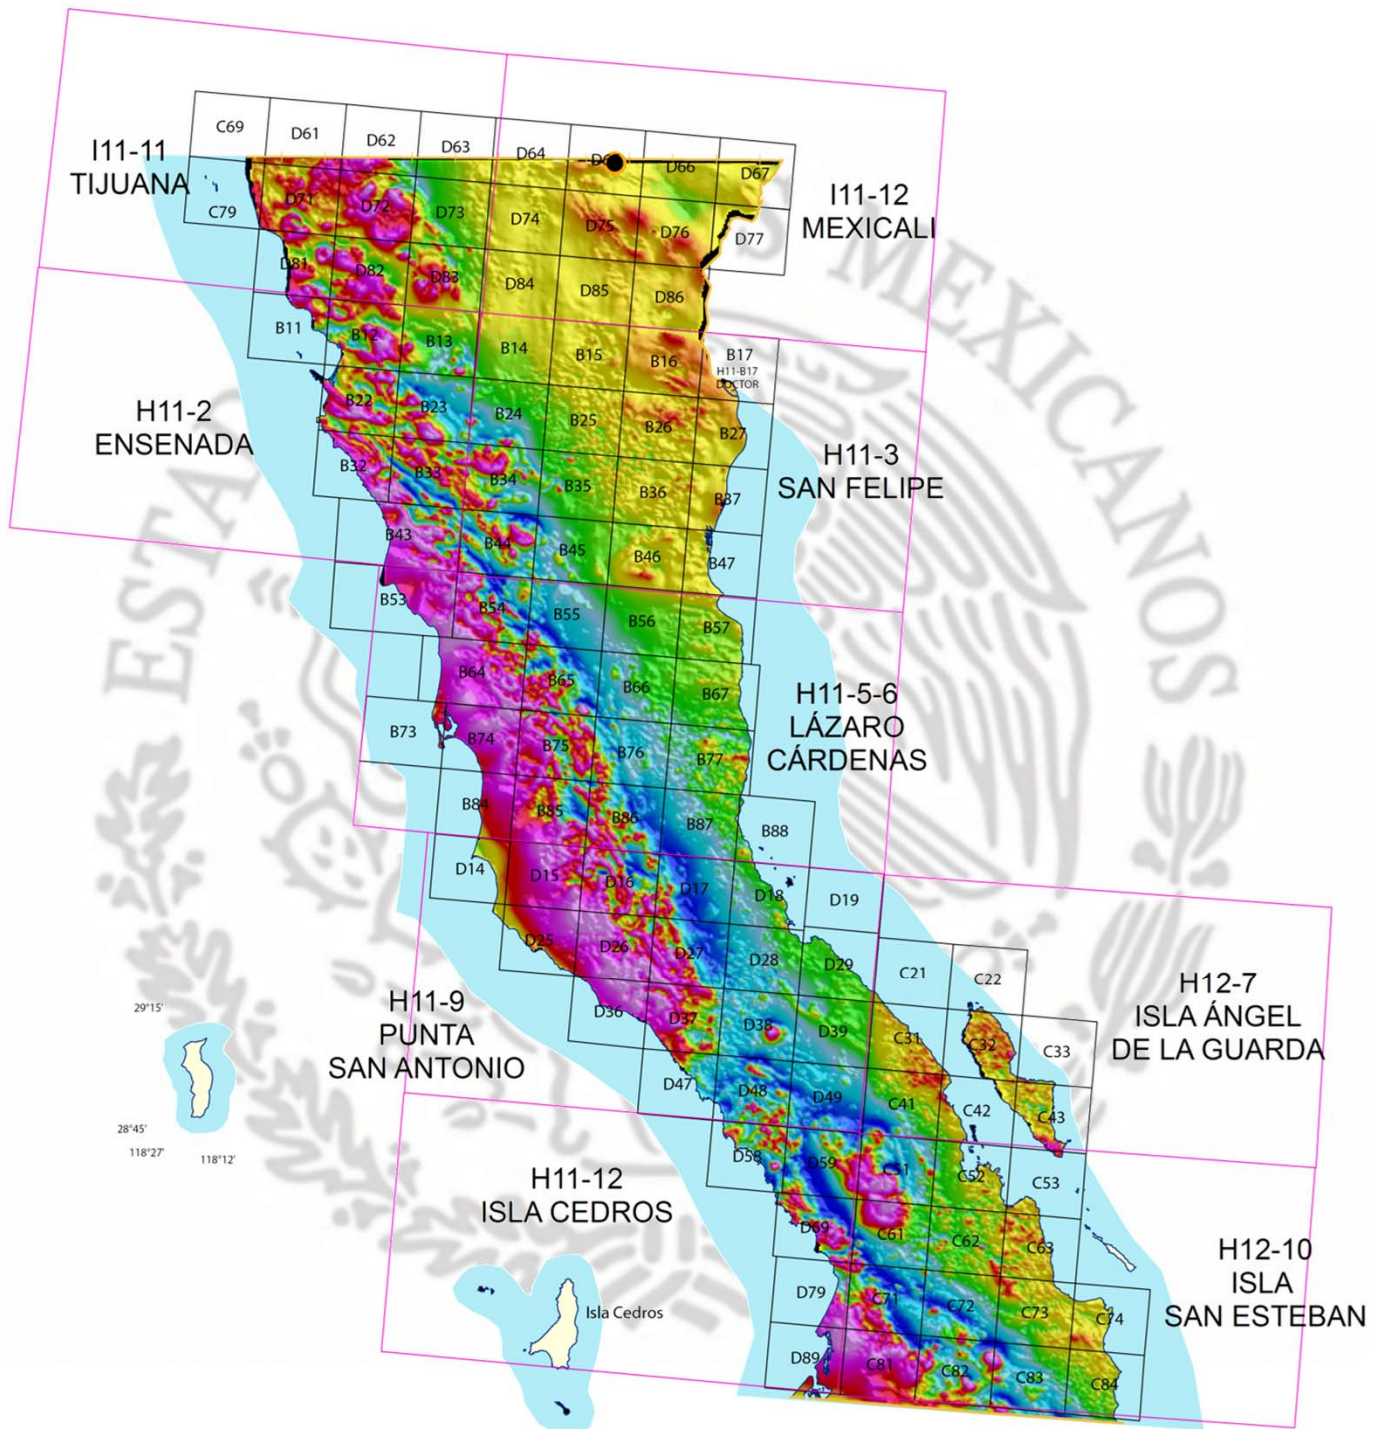 C69
D61
D62
D63
D64
D66
D67
I11-11
TIJUANA
I11-12
MEXICALI
C79
D71
D72
D73
D74
D75
D76
D77
D81
D82
D83
D84
D85
D86
B11
B12
B13
B14
B15
B16
B17
H11-B17
DOCTOR
H11-2
ENSENADA
B22
B23
B24
B25
B26
B27
H11-3
SAN FELIPE
B32
B33
B34
B35
B36
B37
B43
B44
B45
B46
B47
B53
B54
B55
B56
B57
B64
B65
B66
B67
H11-5-6
LÁZARO
CÁRDENAS
B73
B74
B75
B76
B77
B84
B85
B86
B87
B88
D14
D15
D16
D17
D18
D19
D25
D26
D27
D28
D29
C21
C22
H11-9
PUNTA
SAN ANTONIO
H12-7
ISLA ÁNGEL
DE LA GUARDA
29°15'
28°45'
118°27'
118°12'
D36
D37
D38
D39
C31
C32
C33
D47
D48
D49
C41
C42
C43
D58
D59
C51
C52
C53
H11-12
ISLA CEDROS
D69
C61
C62
C63
H12-10
ISLA
SAN ESTEBAN
Isla Cedros
D79
C71
C72
C73
C74
D89
C81
C82
C83
C84
ESTADOS
MEXICANOS